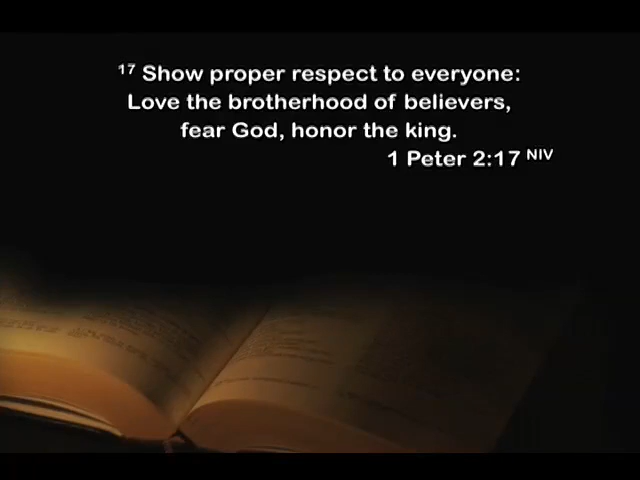 17 Show proper respect to everyone:
Love the brotherhood of believers,
fear God, honor the king.
1 Peter 2:17 NIV